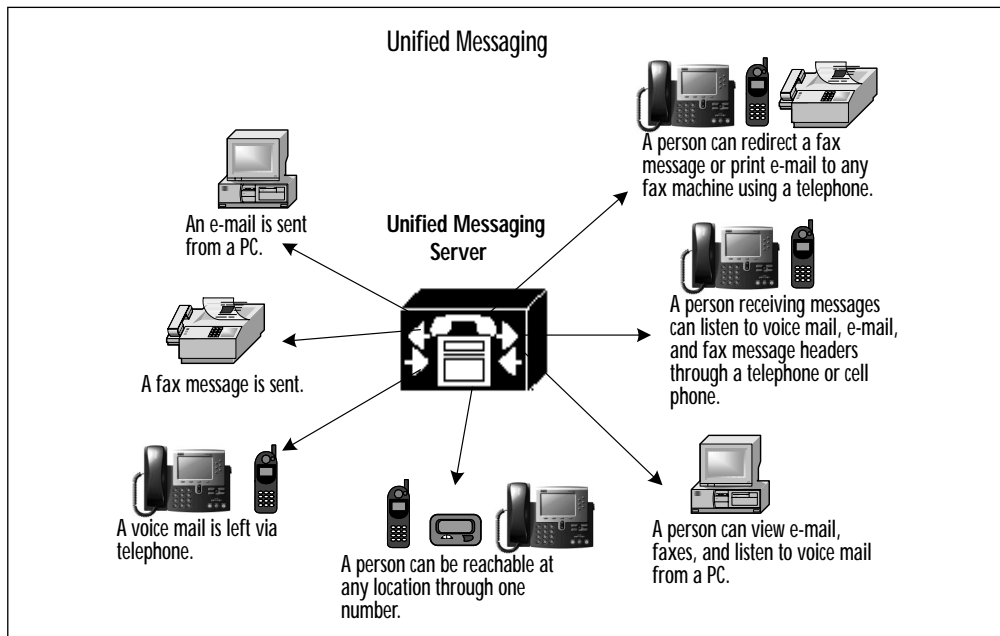 Unified Messaging
A person can redirect a fax
message or print e-mail to any
fax machine using a telephone.
An e-mail is sent
from a PC.
Unified Messaging
Server
A person receiving messages
can listen to voice mail, e-mail,
and fax message headers
through a telephone or cell
phone.
A fax message is sent.
A voice mail is left via
telephone.
A person can be reachable at
any location through one
number.
A person can view e-mail,
faxes, and listen to voice mail
from a PC.